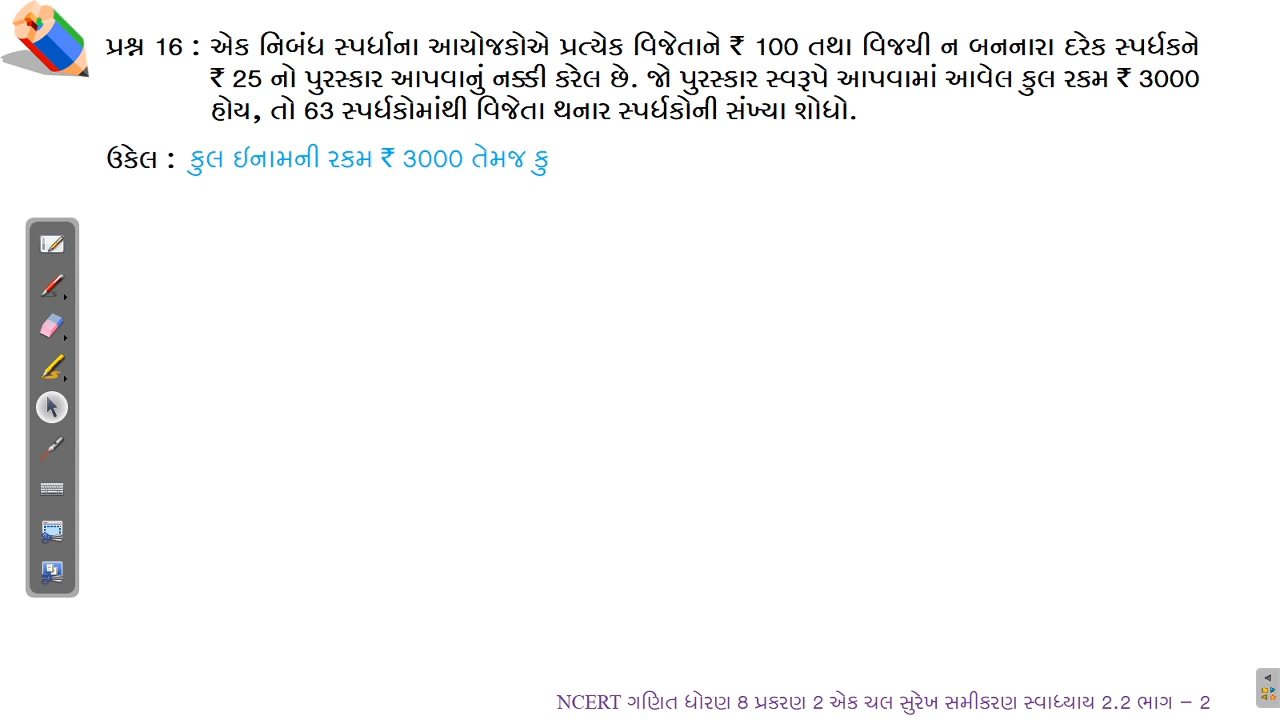 પ્રશ્ન 16 : એક નિબંધ સ્પર્ધાના આયોજકોએ પ્રત્યેક વિજેતાને ₹ 100 તથા વિજયી ન બનનારા દરેક સ્પર્ધકને
₹ 25 નો પુરસ્કાર આપવાનું નક્કી કરેલ છે. જો પુરસ્કાર સ્વરૂપે આપવામાં આવેલ કુલ રકમ ₹ 3000
હોય, તો 63 સ્પર્ધકોમાંથી વિજેતા થનાર સ્પર્ધકોની સંખ્યા શોધો.
ઉકેલ : કુલ ઈનામની રકમ ₹ 3000 તેમજ કુ
NCERT ગણિત ધોરણ 8 પ્રકરણ 2 એક ચલ સુરેખ સમીકરણ સ્વાધ્યાય 2.2 ભાગ – 2